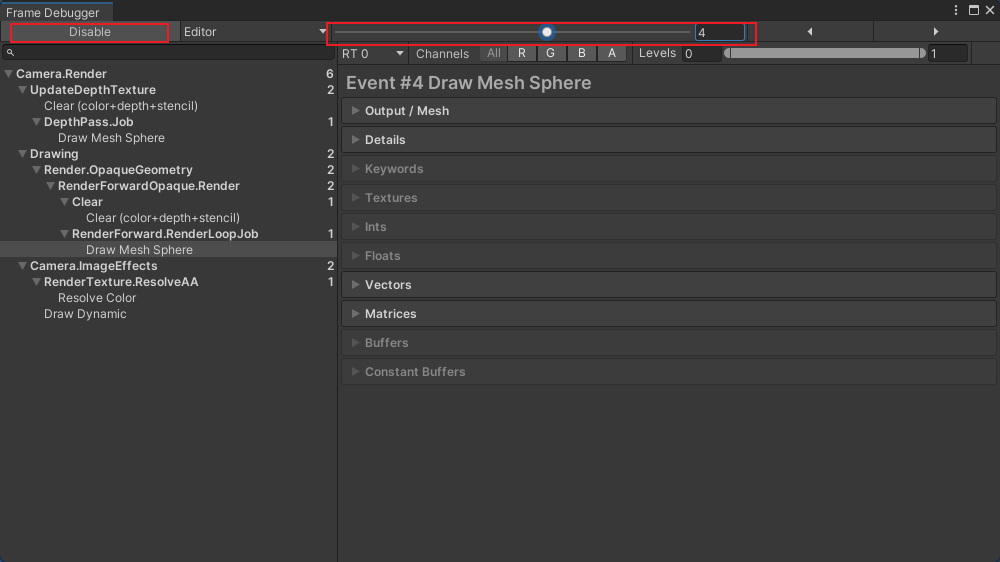 Frame Debugger
Disable
Editor
4
RT 0
Channels
All
R
G
B
A
Levels
0
1
Camera.Render 6
UpdateDepthTexture 2
Clear (color+depth+stencil)
DepthPass.Job 1
Draw Mesh Sphere
Drawing 2
Render.OpaqueGeometry 2
RenderForwardOpaque.Render 2
Clear 1
Clear (color+depth+stencil)
RenderForward.RenderLoopJob 1
Draw Mesh Sphere
Camera.ImageEffects 2
RenderTexture.ResolveAA 1
Resolve Color
Draw Dynamic
Event #4 Draw Mesh Sphere
Output / Mesh
Details
Keywords
Textures
Ints
Floats
Vectors
Matrices
Buffers
Constant Buffers